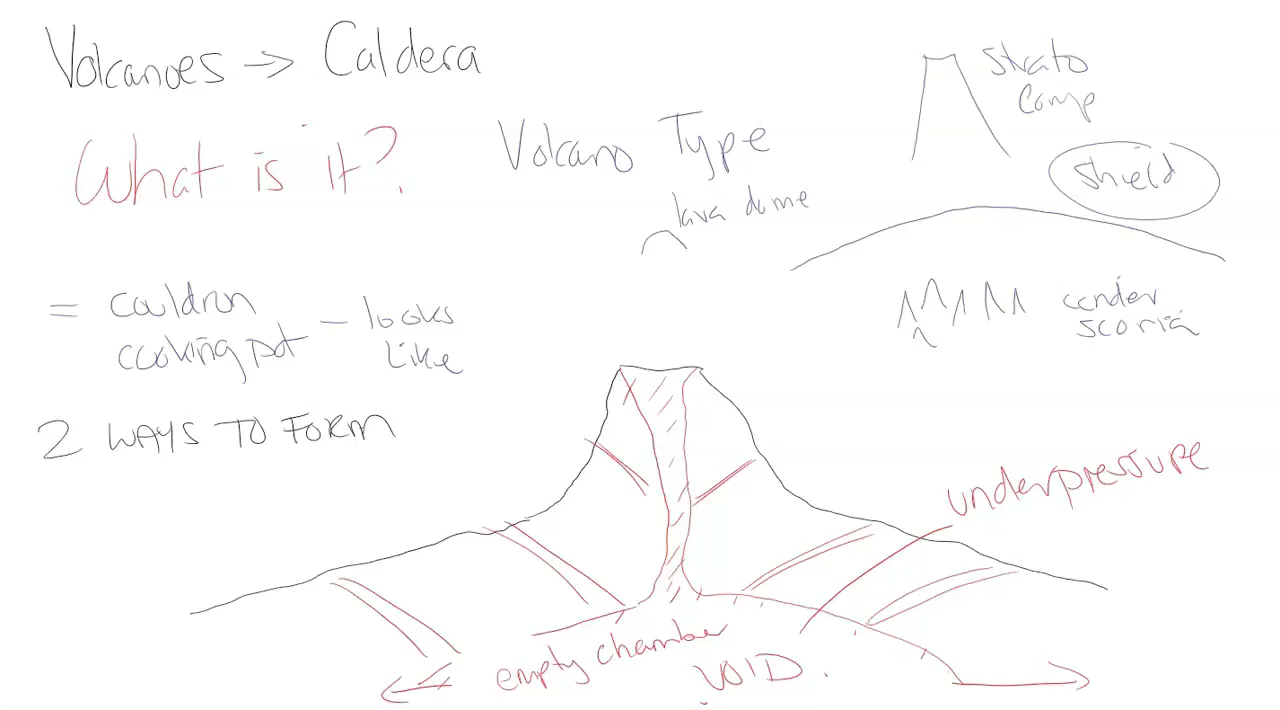 Volcanoes → Caldera
What is it?
Volcano Type
lava dome
strato
comp
shield
cinder
scoria
= cauldron
cooking pot - looks
like
2 WAYS TO FORM
underpressure
empty chamber
VOID.